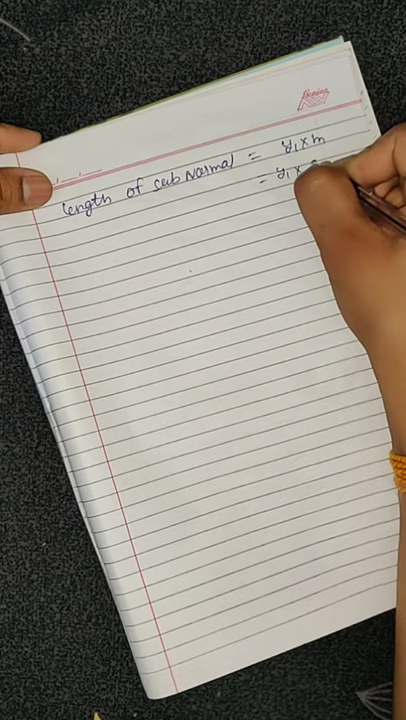 length of sub Normal = y₁ × m
= y₁ ×